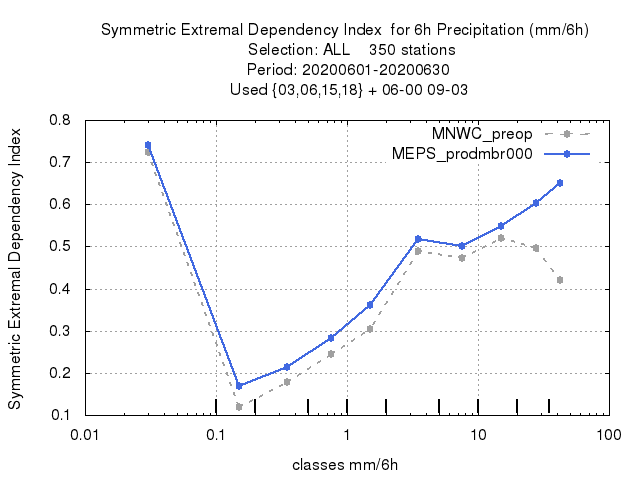 Symmetric Extremal Dependency Index  for 6h Precipitation (mm/6h)
Selection: ALL    350 stations
Period: 20200601-20200630
Used {03,06,15,18} + 06-00 09-03
MNWC_preop
MEPS_prodmbr000
Symmetric Extremal Dependency Index
0.8
0.7
0.6
0.5
0.4
0.3
0.2
0.1
0.01 0.1 1 10 100
classes mm/6h